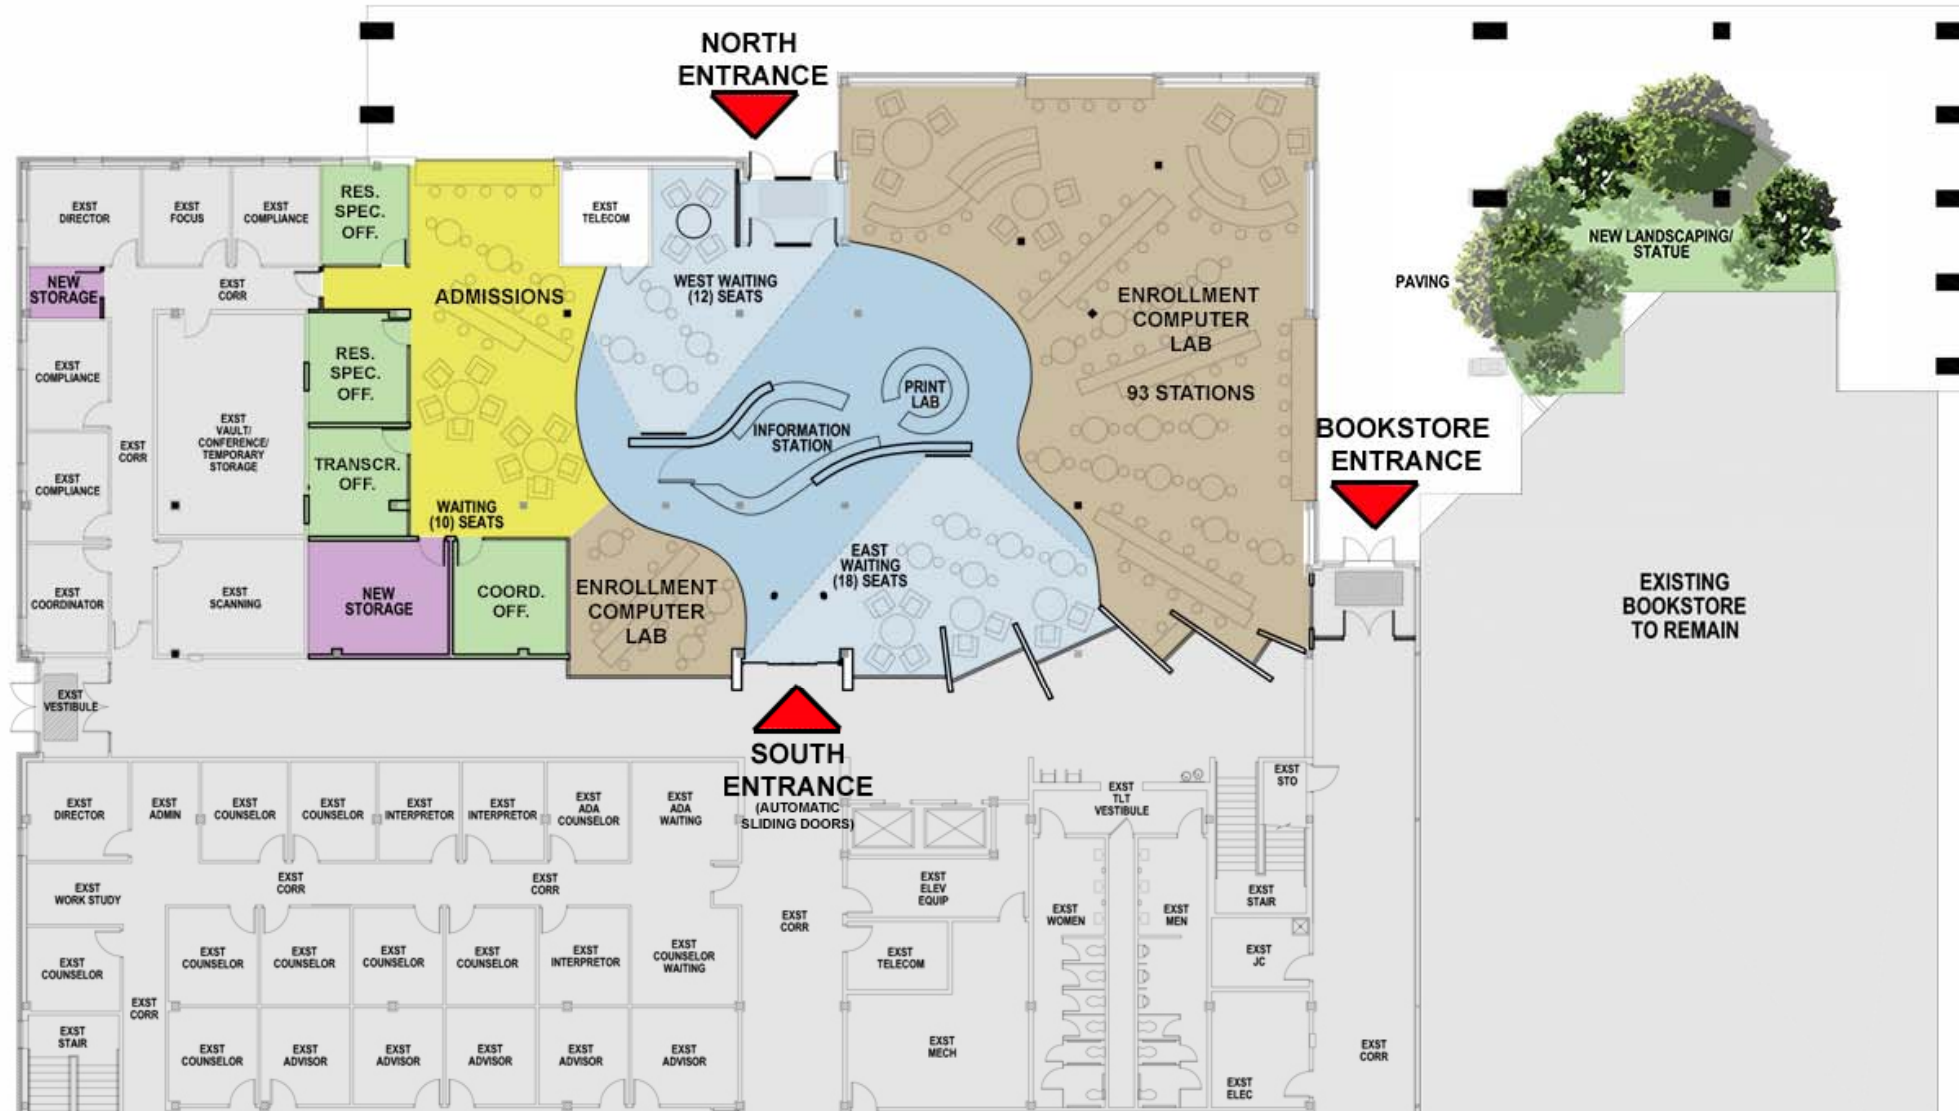 NORTH
ENTRANCE
EXST
DIRECTOR
EXST
FOCUS
EXST
COMPLIANCE
RES.
SPEC.
OFF.
EXST
TELECOM
NEW
STORAGE
EXST
CORR
ADMISSIONS
WEST WAITING
(12) SEATS
ENROLLMENT
COMPUTER
LAB
93 STATIONS
PAVING
NEW LANDSCAPING/
STATUE
EXST
COMPLIANCE
EXST
VAULT/
CONFERENCE/
TEMPORARY
STORAGE
RES.
SPEC.
OFF.
PRINT
LAB
INFORMATION
STATION
BOOKSTORE
ENTRANCE
EXST
CORR
EXST
COMPLIANCE
TRANSCR.
OFF.
WAITING
(10) SEATS
EAST
WAITING
(18) SEATS
EXST
COORDINATOR
EXST
SCANNING
NEW
STORAGE
COORD.
OFF.
ENROLLMENT
COMPUTER
LAB
EXISTING
BOOKSTORE
TO REMAIN
EXST
VESTIBULE
SOUTH
ENTRANCE
(AUTOMATIC
SLIDING DOORS)
EXST
DIRECTOR
EXST
ADMIN
EXST
COUNSELOR
EXST
COUNSELOR
EXST
INTERPRETOR
EXST
INTERPRETOR
EXST
ADA
COUNSELOR
EXST
ADA
WAITING
EXST
TLT
VESTIBULE
EXST
STO
EXST
WORK STUDY
EXST
CORR
EXST
CORR
EXST
CORR
EXST
ELEV
EQUIP
EXST
WOMEN
EXST
MEN
EXST
STAIR
EXST
COUNSELOR
EXST
COUNSELOR
EXST
COUNSELOR
EXST
COUNSELOR
EXST
COUNSELOR
EXST
INTERPRETOR
EXST
COUNSELOR
WAITING
EXST
TELECOM
EXST
JC
EXST
CORR
EXST
STAIR
EXST
COUNSELOR
EXST
ADVISOR
EXST
ADVISOR
EXST
ADVISOR
EXST
ADVISOR
EXST
ADVISOR
EXST
MECH
EXST
ELEC
EXST
CORR